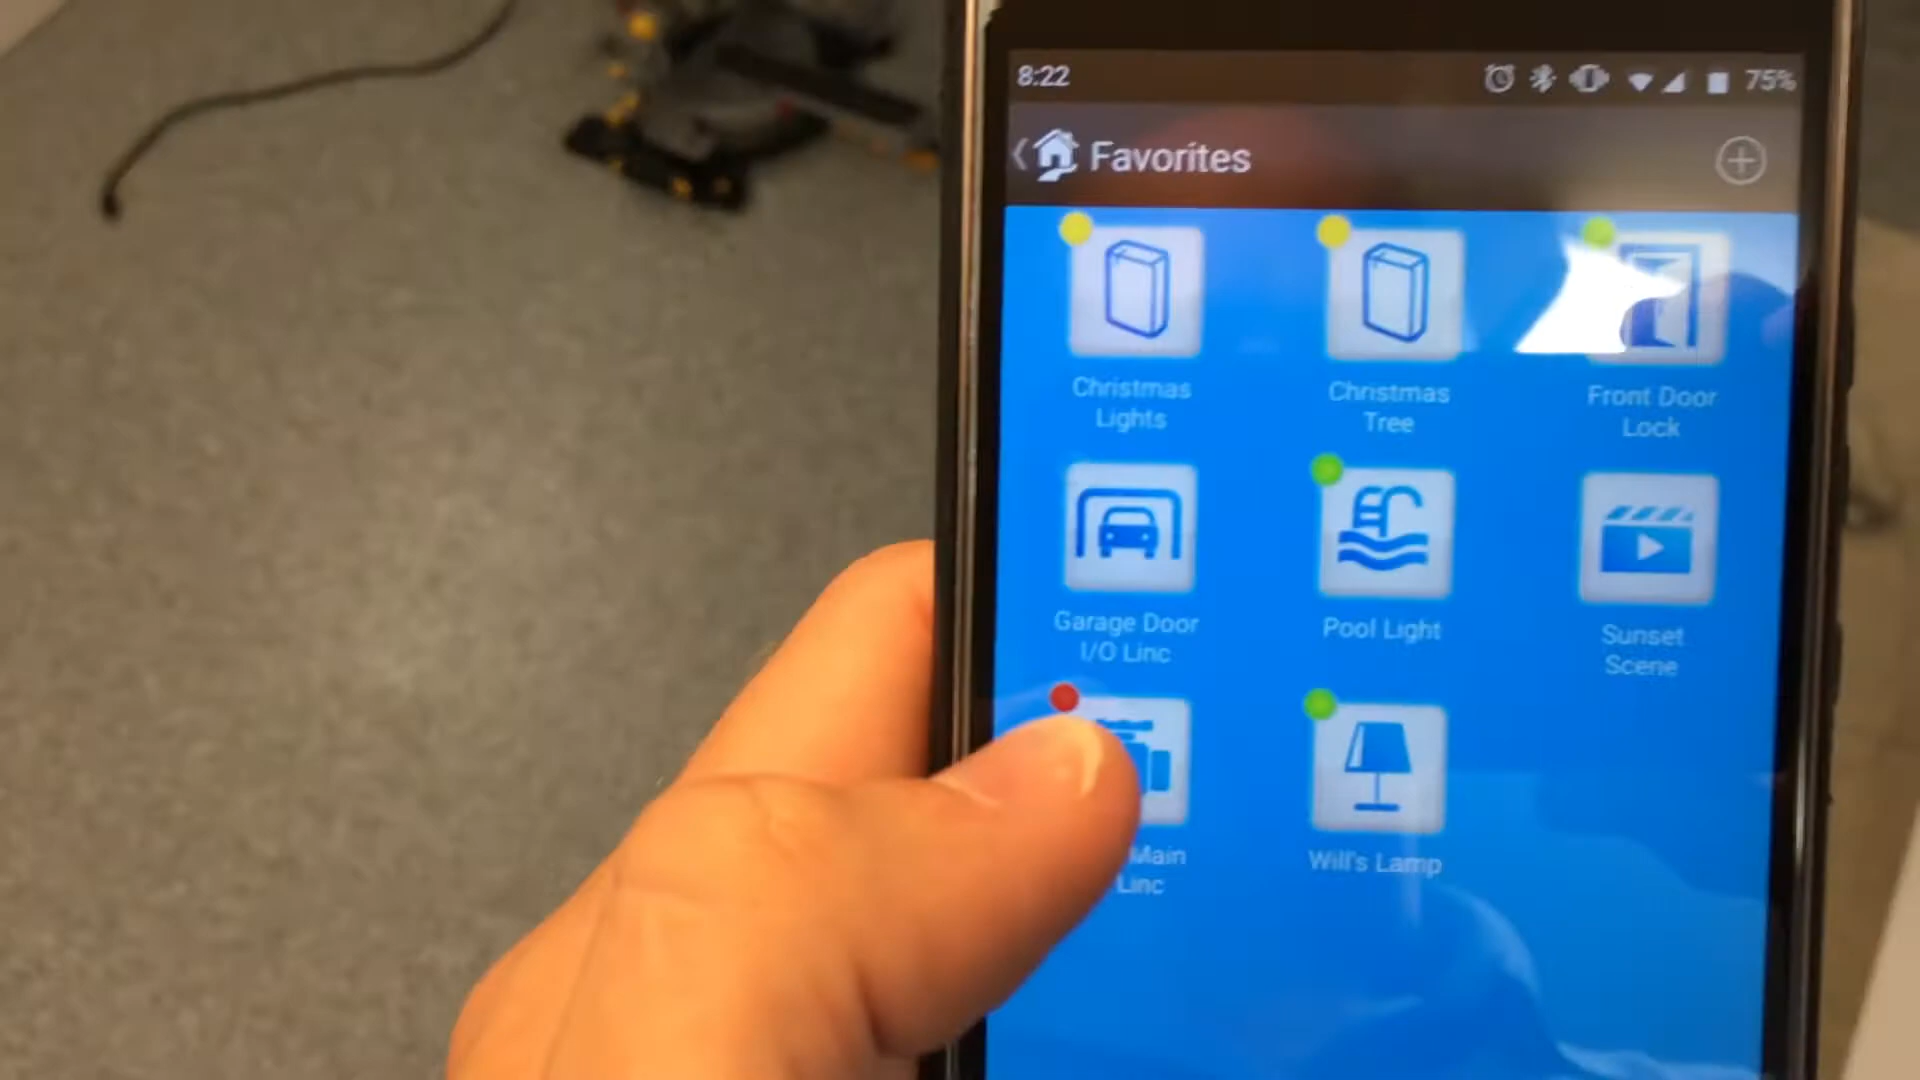 8:22
75%
Favorites
Christmas
Lights
Christmas
Tree
Front Door
Lock
Garage Door
I/O Linc
Pool Light
Sunset
Scene
Main
Linc
Will's Lamp